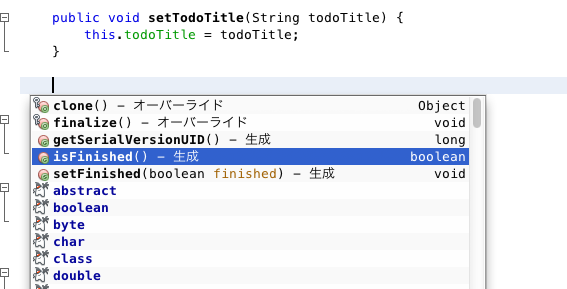 public void setTodoTitle(String todoTitle) {
this.todoTitle = todoTitle;
}
clone() – オーバーライド Object
finalize() – オーバーライド void
getSerialVersionUID() – 生成 long
isFinished() – 生成 boolean
setFinished(boolean finished) – 生成 void
abstract
boolean
byte
char
class
double